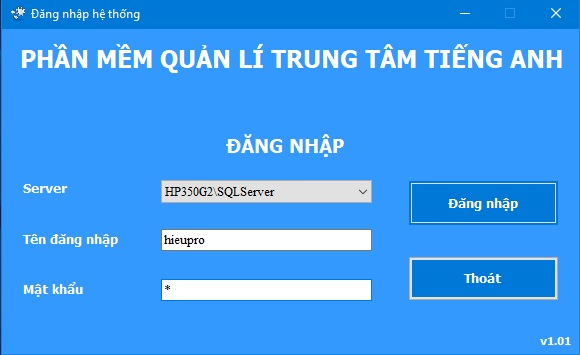 Đăng nhập hệ thống
PHẦN MỀM QUẢN LÍ TRUNG TÂM TIẾNG ANH
ĐĂNG NHẬP
Server
HP350G2\SQLServer
Đăng nhập
Tên đăng nhập
hieupro
Mật khẩu
*
Thoát
v1.01